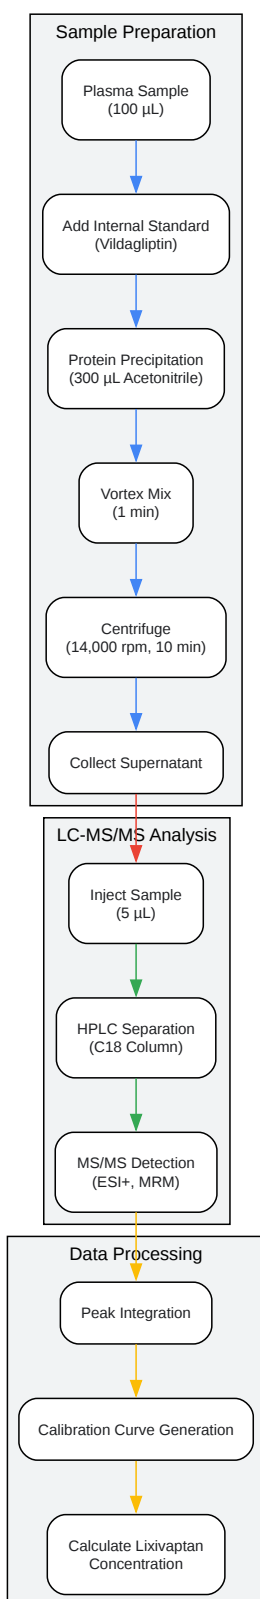 Sample Preparation
Plasma Sample
(100 µL)
Add Internal Standard
(Vildagliptin)
Protein Precipitation
(300 µL Acetonitrile)
Vortex Mix
(1 min)
Centrifuge
(14,000 rpm, 10 min)
Collect Supernatant
LC-MS/MS Analysis
Inject Sample
(5 µL)
HPLC Separation
(C18 Column)
MS/MS Detection
(ESI+, MRM)
Data Processing
Peak Integration
Calibration Curve Generation
Calculate Lixivaptan
Concentration